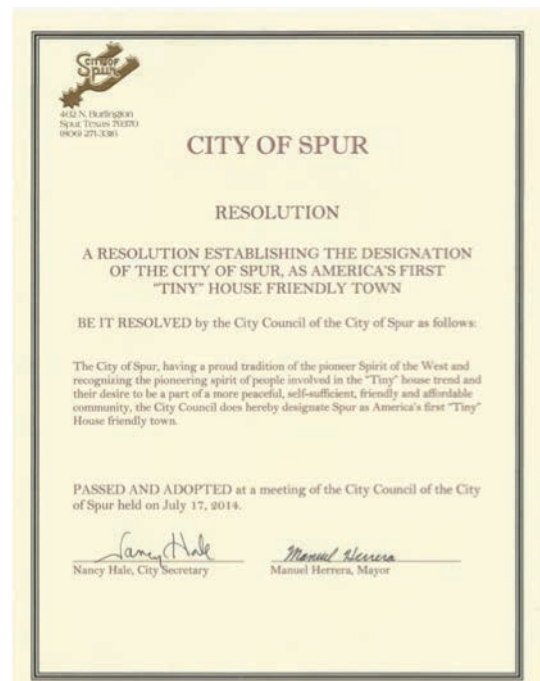 CITY OF
Spur
402 N. Burlington
Spur, Texas 79370
(806) 271-3316
CITY OF SPUR
RESOLUTION
A RESOLUTION ESTABLISHING THE DESIGNATION
OF THE CITY OF SPUR, AS AMERICA'S FIRST
"TINY" HOUSE FRIENDLY TOWN
BE IT RESOLVED by the City Council of the City of Spur as follows:
The City of Spur, having a proud tradition of the pioneer Spirit of the West and
recognizing the pioneering spirit of people involved in the "Tiny" house trend and
their desire to be a part of a more peaceful, self-sufficient, friendly and affordable
community, the City Council does hereby designate Spur as America's first "Tiny"
House friendly town.
PASSED AND ADOPTED at a meeting of the City Council of the City
of Spur held on July 17, 2014.
Nancy Hale Manuel Herrera
Nancy Hale, City Secretary Manuel Herrera, Mayor